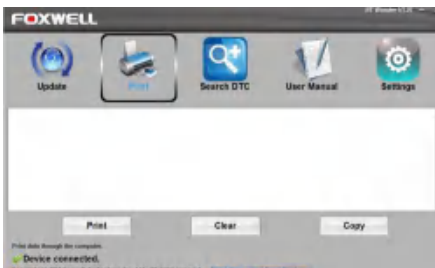 FOXWELL
Update
Print
Search DTC
User Manual
Settings
Print
Clear
Copy
Print data through the computer.
Device connected.